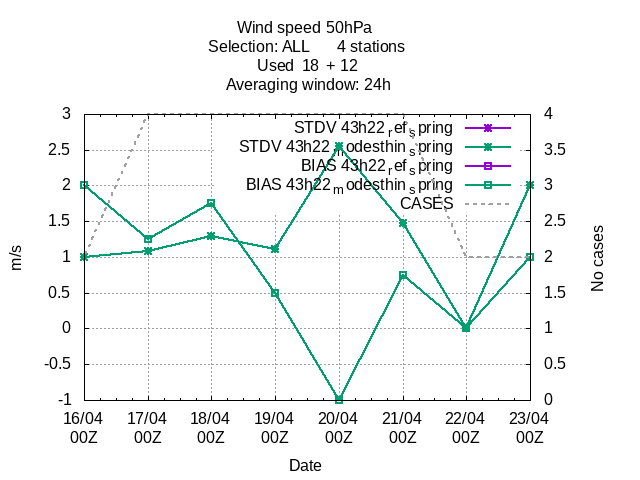 Wind speed 50hPa
Selection: ALL 4 stations
Used 18 + 12
Averaging window: 24h
3 4
STDV 43h22_ref_spring
2.5 3.5
STDV 43h22_modesthin_spring
BIAS 43h22_ref_spring
2 3
BIAS 43h22_modesthin_spring
CASES
1.5 2.5
1 2
m/s
No cases
0.5 1.5
0 1
-0.5 0.5
-1 0
16/04 17/04 18/04 19/04 20/04 21/04 22/04 23/04
00Z 00Z 00Z 00Z 00Z 00Z 00Z 00Z
Date